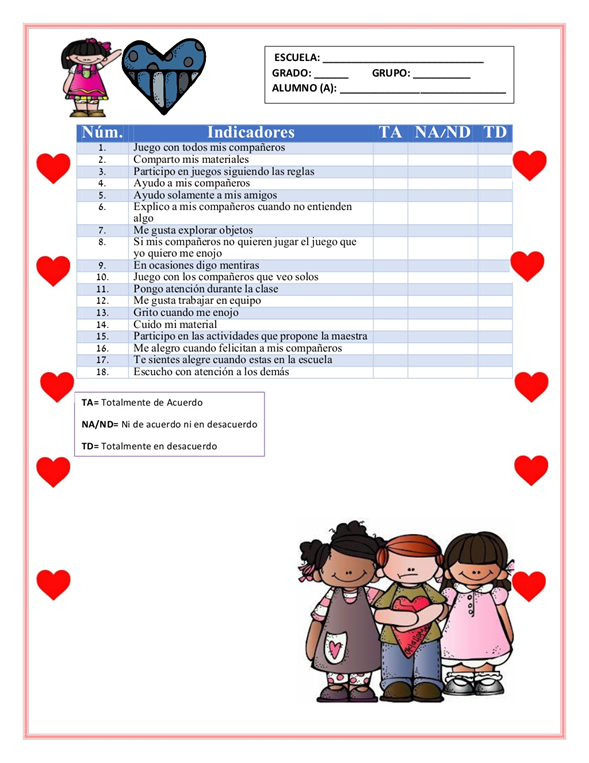 ESCUELA: ____________________________
GRADO: ______ GRUPO: __________
ALUMNO (A): _____________________________
Núm. Indicadores TA NA/ND TD
1. Juego con todos mis compañeros
2. Comparto mis materiales
3. Participo en juegos siguiendo las reglas
4. Ayudo a mis compañeros
5. Ayudo solamente a mis amigos
6. Explico a mis compañeros cuando no entienden
algo
7. Me gusta explorar objetos
8. Si mis compañeros no quieren jugar el juego que
yo quiero me enojo
9. En ocasiones digo mentiras
10. Juego con los compañeros que veo solos
11. Pongo atención durante la clase
12. Me gusta trabajar en equipo
13. Grito cuando me enojo
14. Cuido mi material
15. Participo en las actividades que propone la maestra
16. Me alegro cuando felicitan a mis compañeros
17. Te sientes alegre cuando estas en la escuela
18. Escucho con atención a los demás
TA= Totalmente de Acuerdo
NA/ND= Ni de acuerdo ni en desacuerdo
TD= Totalmente en desacuerdo